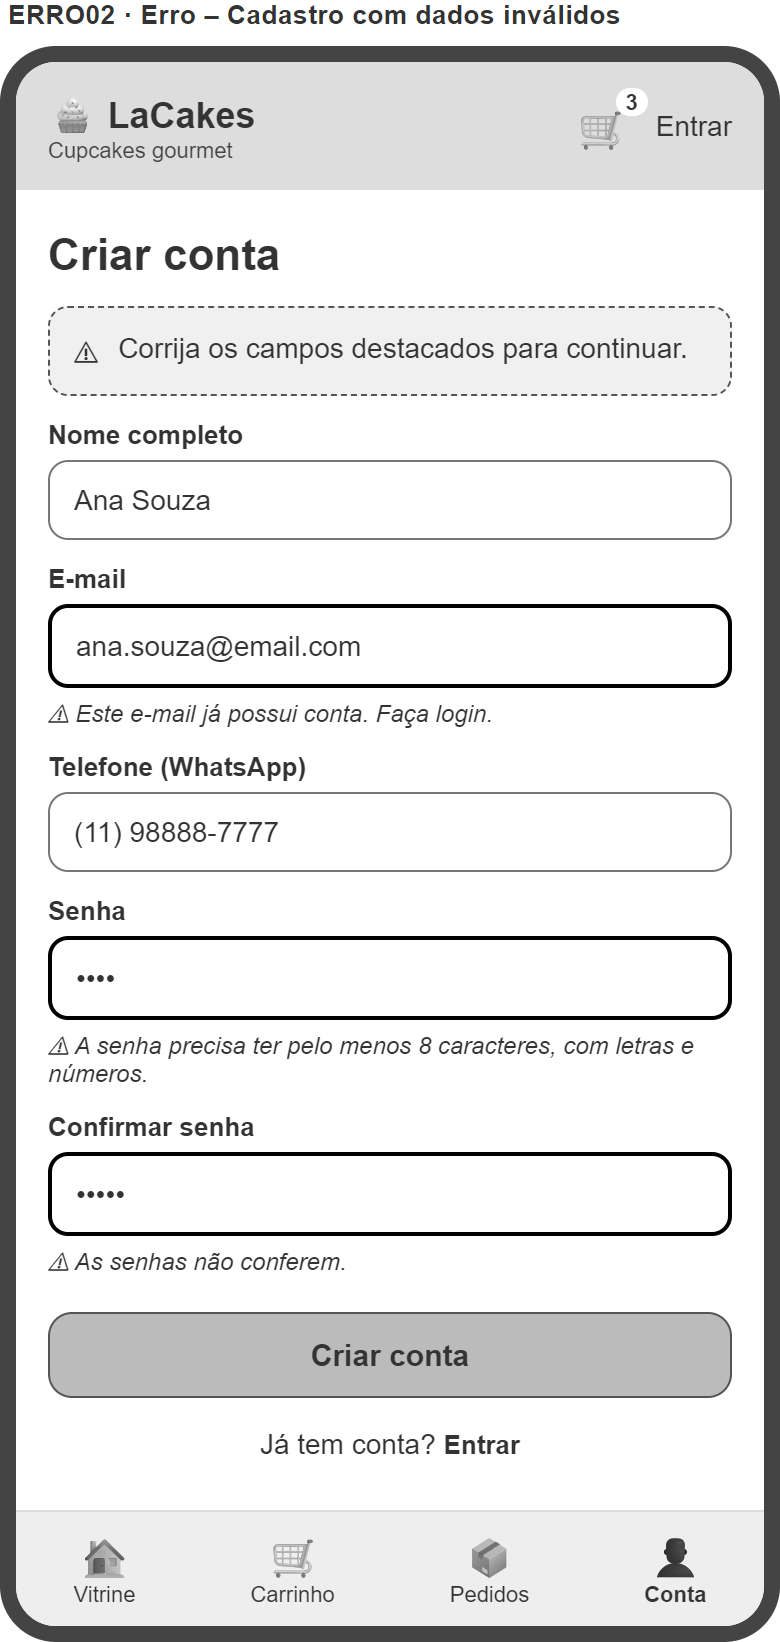 ERRO02 · Erro – Cadastro com dados inválidos
LaCakes
Cupcakes gourmet
3
Entrar
Criar conta
⚠ Corrija os campos destacados para continuar.
Nome completo
Ana Souza
E-mail
ana.souza@email.com
⚠ Este e-mail já possui conta. Faça login.
Telefone (WhatsApp)
(11) 98888-7777
Senha
••••
⚠ A senha precisa ter pelo menos 8 caracteres, com letras e
números.
Confirmar senha
•••••
⚠ As senhas não conferem.
Criar conta
Já tem conta? Entrar
Vitrine
Carrinho
Pedidos
Conta